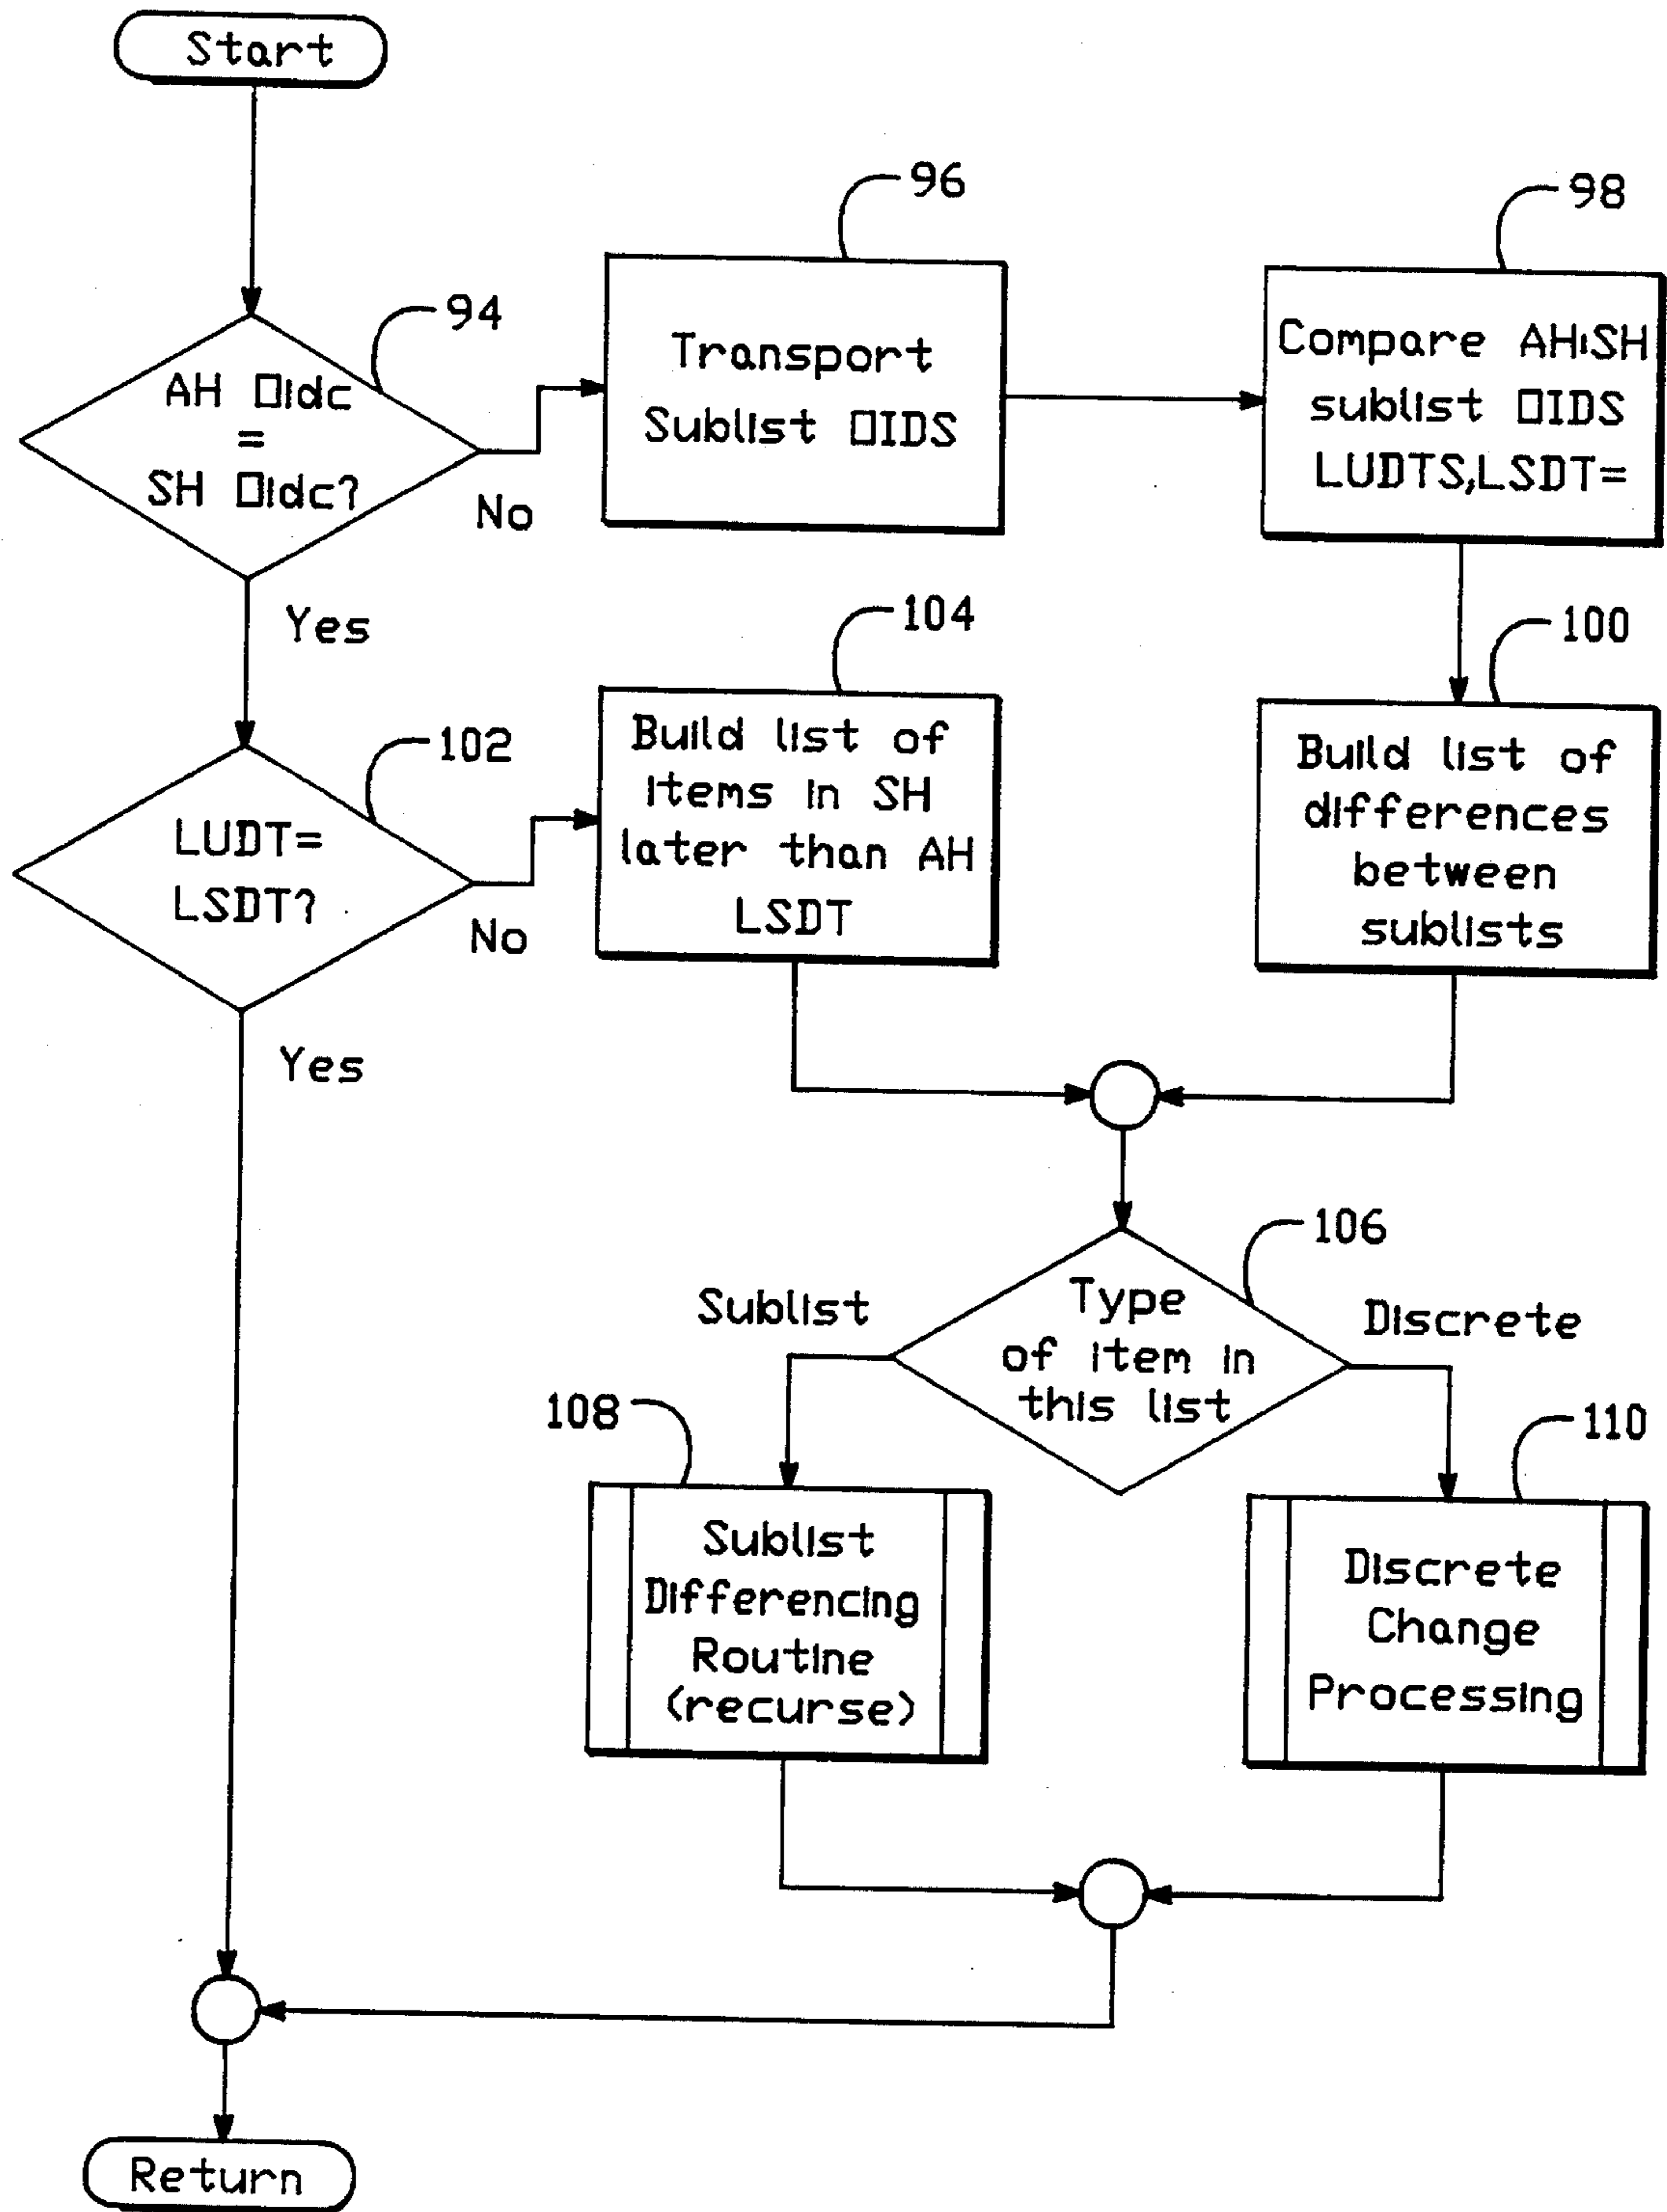 Start
94
AH Oidc
=
SH Oidc?
No
Yes
96
Transport
Sublist OIDS
98
Compare AH:SH
sublist OIDS
LUDTS,LSDT=
100
Build list of
differences
between
sublists
102
LUDT=
LSDT?
No
Yes
104
Build list of
items in SH
later than AH
LSDT
106
Type
of item in
this list
Sublist
Discrete
108
Sublist
Differencing
Routine
(recurse)
110
Discrete
Change
Processing
Return